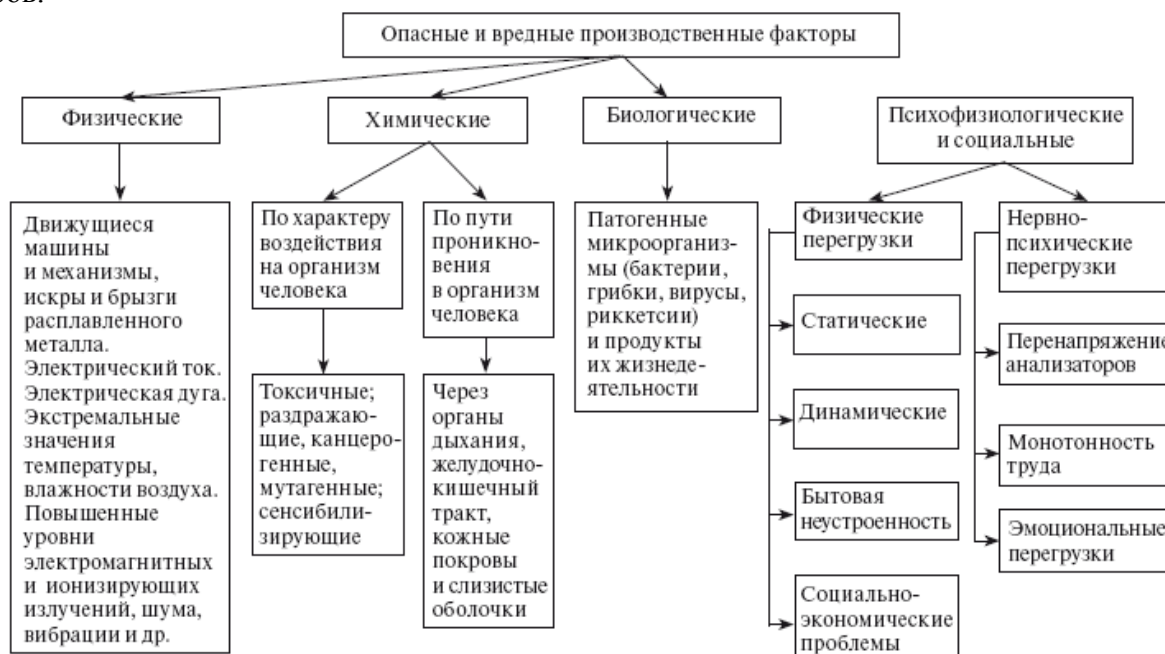 Опасные и вредные производственные факторы
Физические
Химические
Биологические
Психофизиологические
и социальные
Движущиеся
машины
и механизмы,
искры и брызги
расплавленного
металла.
Электрический ток.
Электрическая дуга.
Экстремальные
значения
температуры,
влажности воздуха.
Повышенные
уровни
электромагнитных
и ионизирующих
излучений, шума,
вибрации и др.
По характеру
воздействия
на организм
человека
Токсичные;
раздражаю-
щие, канцеро-
генные,
мутагенные;
сенсибили-
зирующие
По пути
проникно-
вения
в организм
человека
Через
органы
дыхания,
желудочно-
кишечный
тракт,
кожные
покровы
и слизистые
оболочки
Патогенные
микроорганиз-
мы (бактерии,
грибки, вирусы,
риккетсии)
и продукты
их жизнеде-
ятельности
Физические
перегрузки
Статические
Динамические
Бытовая
неустроенность
Социально-
экономические
проблемы
Нервно-
психические
перегрузки
Перенапряжение
анализаторов
Монотонность
труда
Эмоциональные
перегрузки